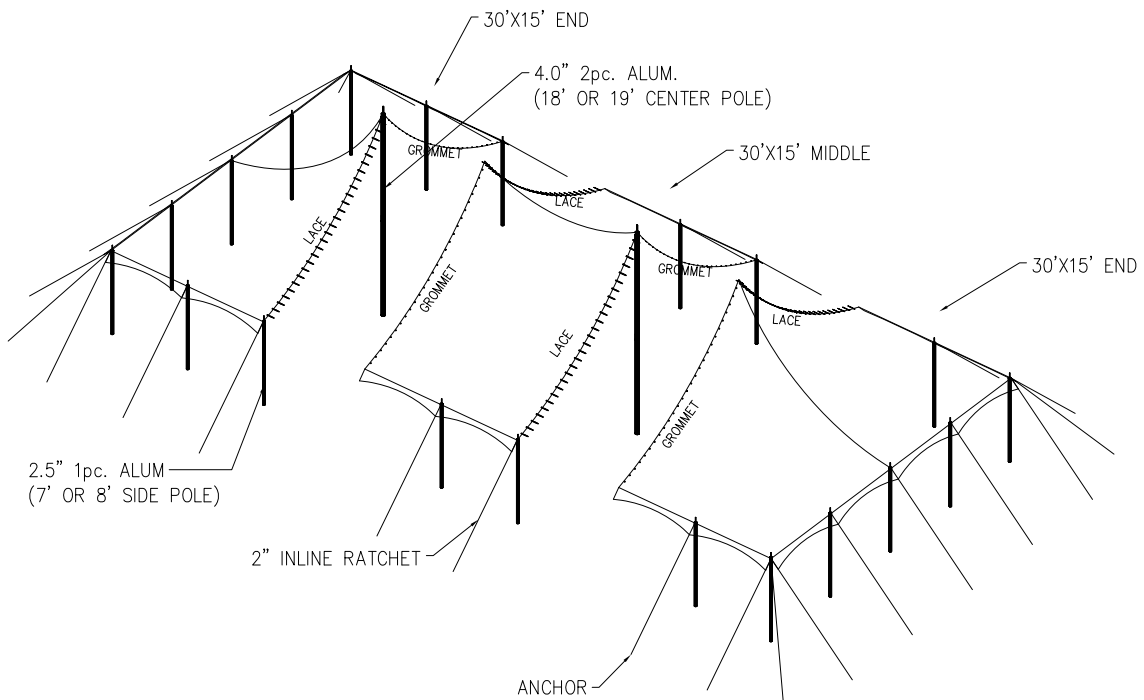 30'X15' END
4.0" 2pc. ALUM.
(18' OR 19' CENTER POLE)
GROMMET
30'X15' MIDDLE
LACE
LACE
GROMMET
30'X15' END
GROMMET
LACE
LACE
GROMMET
2.5" 1pc. ALUM
(7' OR 8' SIDE POLE)
2" INLINE RATCHET
ANCHOR